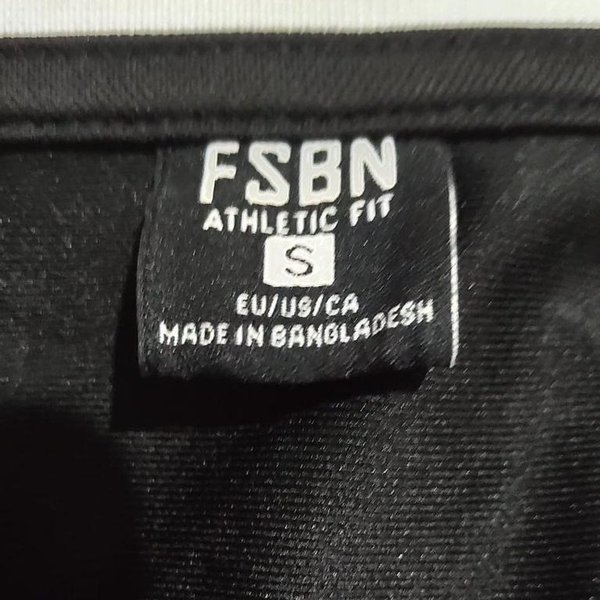 FSBN
ATHLETIC FIT
S
EU/US/CA
MADE IN BANGLADESH